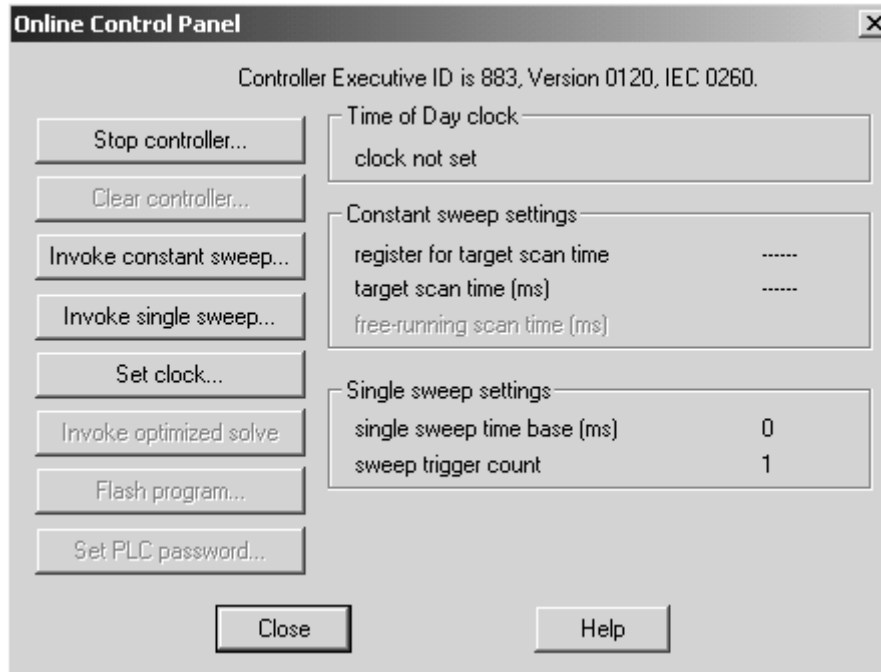 Online Control Panel
Controller Executive ID is 883, Version 0120, IEC 0260.
Stop controller...
Clear controller...
Invoke constant sweep...
Invoke single sweep...
Set clock...
Invoke optimized solve
Flash program...
Set PLC password...
Time of Day clock
clock not set
Constant sweep settings
register for target scan time ------
target scan time (ms) ------
free-running scan time (ms)
Single sweep settings
single sweep time base (ms) 0
sweep trigger count 1
Close
Help